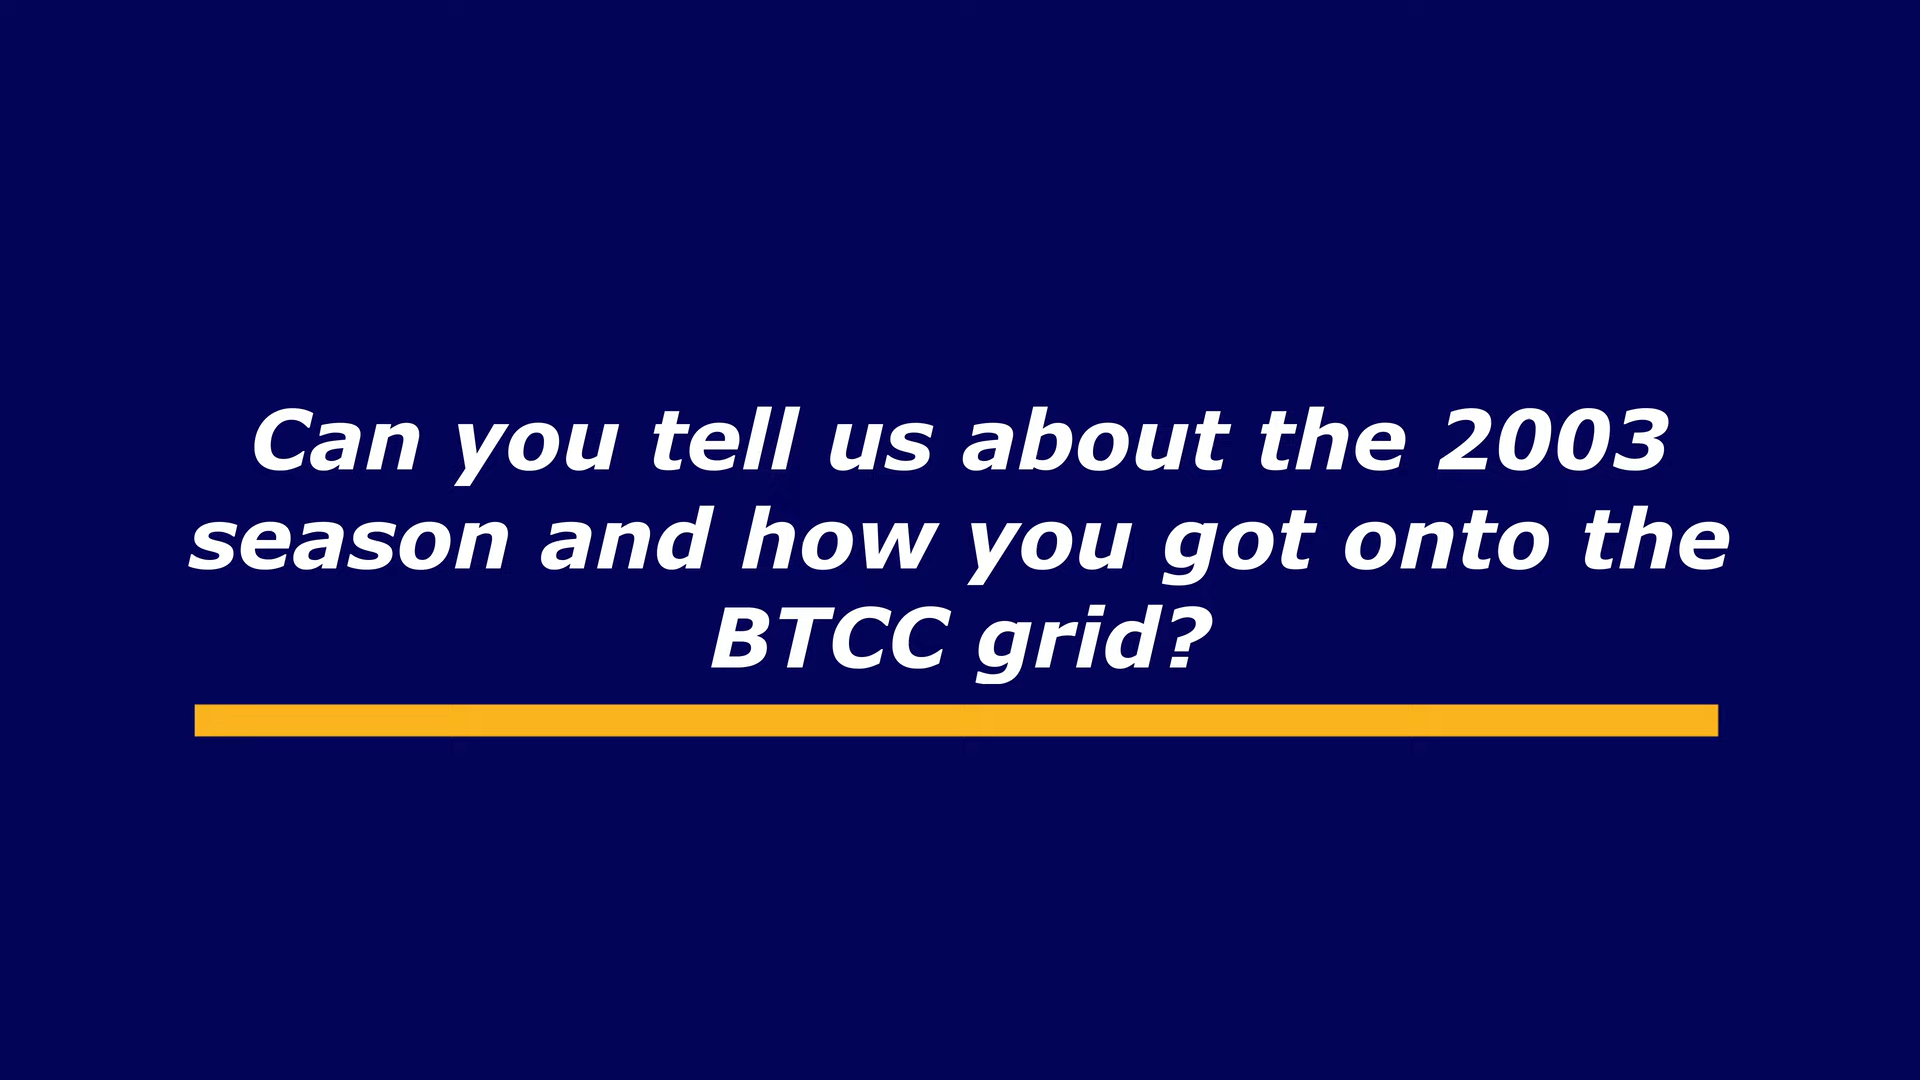 Can you tell us about the 2003
season and how you got onto the
BTCC grid?